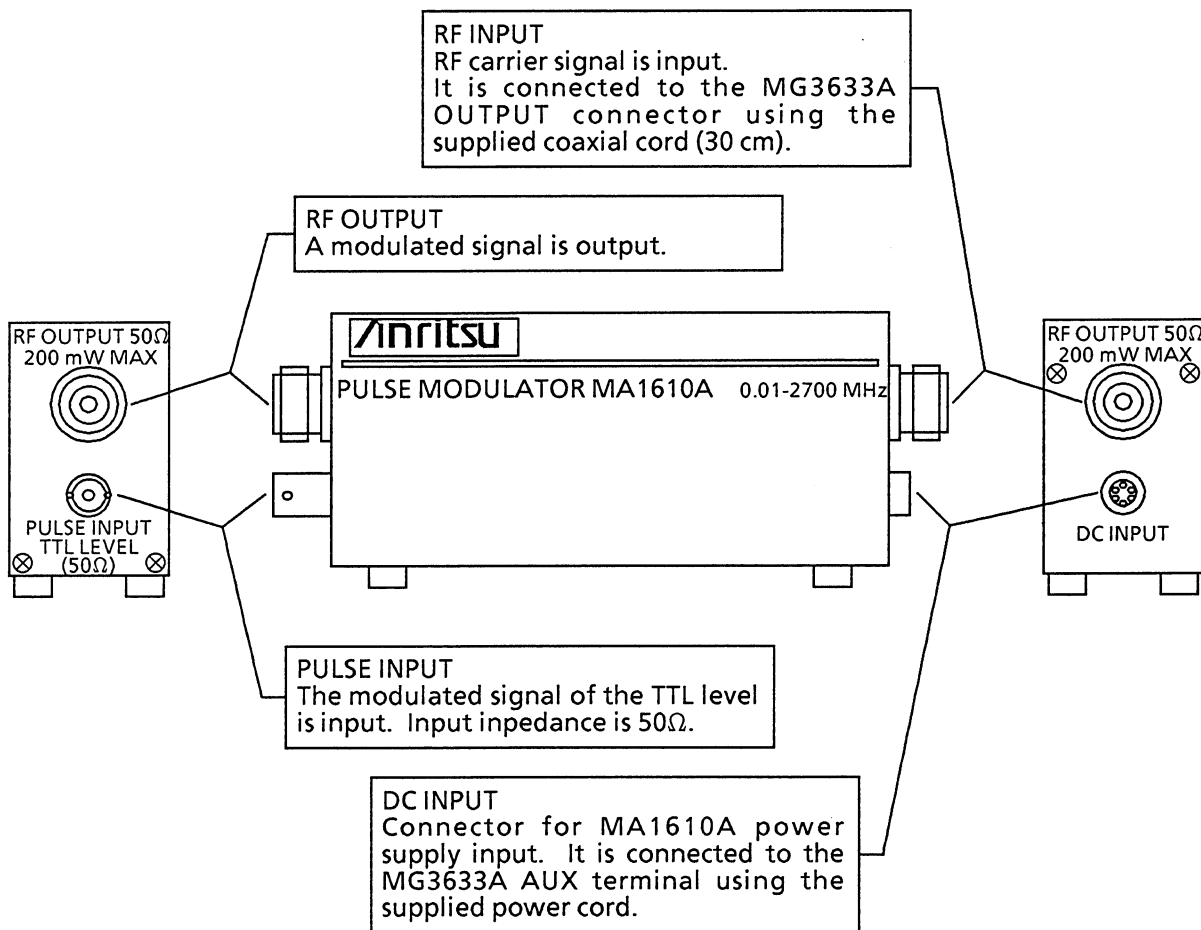 RF INPUT
RF carrier signal is input.
It is connected to the MG3633A
OUTPUT connector using the
supplied coaxial cord (30 cm).
RF OUTPUT
A modulated signal is output.
RF OUTPUT 50Ω
200 mW MAX
PULSE INPUT
TTL LEVEL
(50Ω)
Anritsu
PULSE MODULATOR MA1610A 0.01-2700 MHz
RF OUTPUT 50Ω
200 mW MAX
DC INPUT
PULSE INPUT
The modulated signal of the TTL level
is input. Input inpedance is 50Ω.
DC INPUT
Connector for MA1610A power
supply input. It is connected to the
MG3633A AUX terminal using the
supplied power cord.